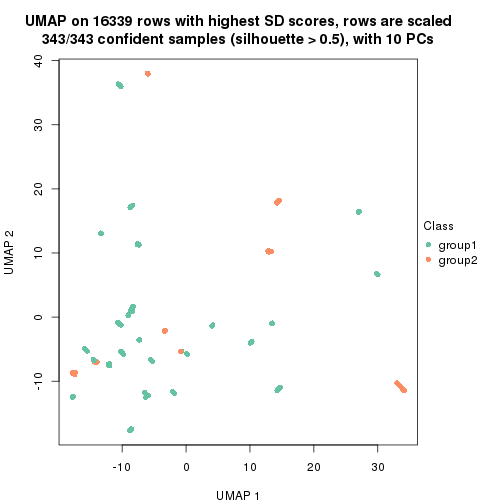 UMAP on 16339 rows with highest SD scores, rows are scaled
343/343 confident samples (silhouette > 0.5), with 10 PCs
40
30
20
10
0
-10
UMAP 2
-10
0
10
20
30
UMAP 1
Class
group1
group2